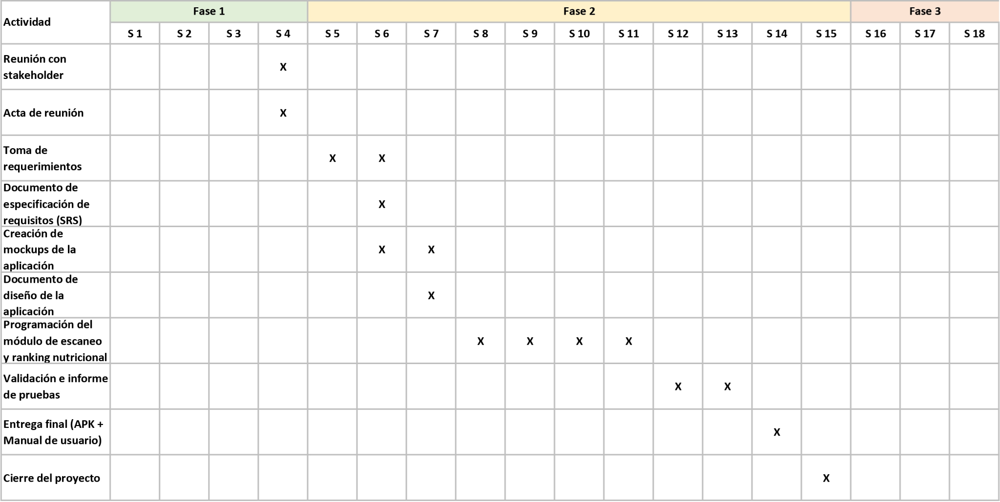 Actividad
Fase 1
Fase 2
Fase 3
S 1 S 2 S 3 S 4 S 5 S 6 S 7 S 8 S 9 S 10 S 11 S 12 S 13 S 14 S 15 S 16 S 17 S 18
Reunión con
stakeholder
X
Acta de reunión
X
Toma de
requerimientos
X X
Documento de
especificación de
requisitos (SRS)
X
Creación de
mockups de la
aplicación
X X
Documento de
diseño de la
aplicación
X
Programación del
módulo de escaneo
y ranking nutricional
X X X X
Validación e informe
de pruebas
X X
Entrega final (APK +
Manual de usuario)
X
Cierre del proyecto
X